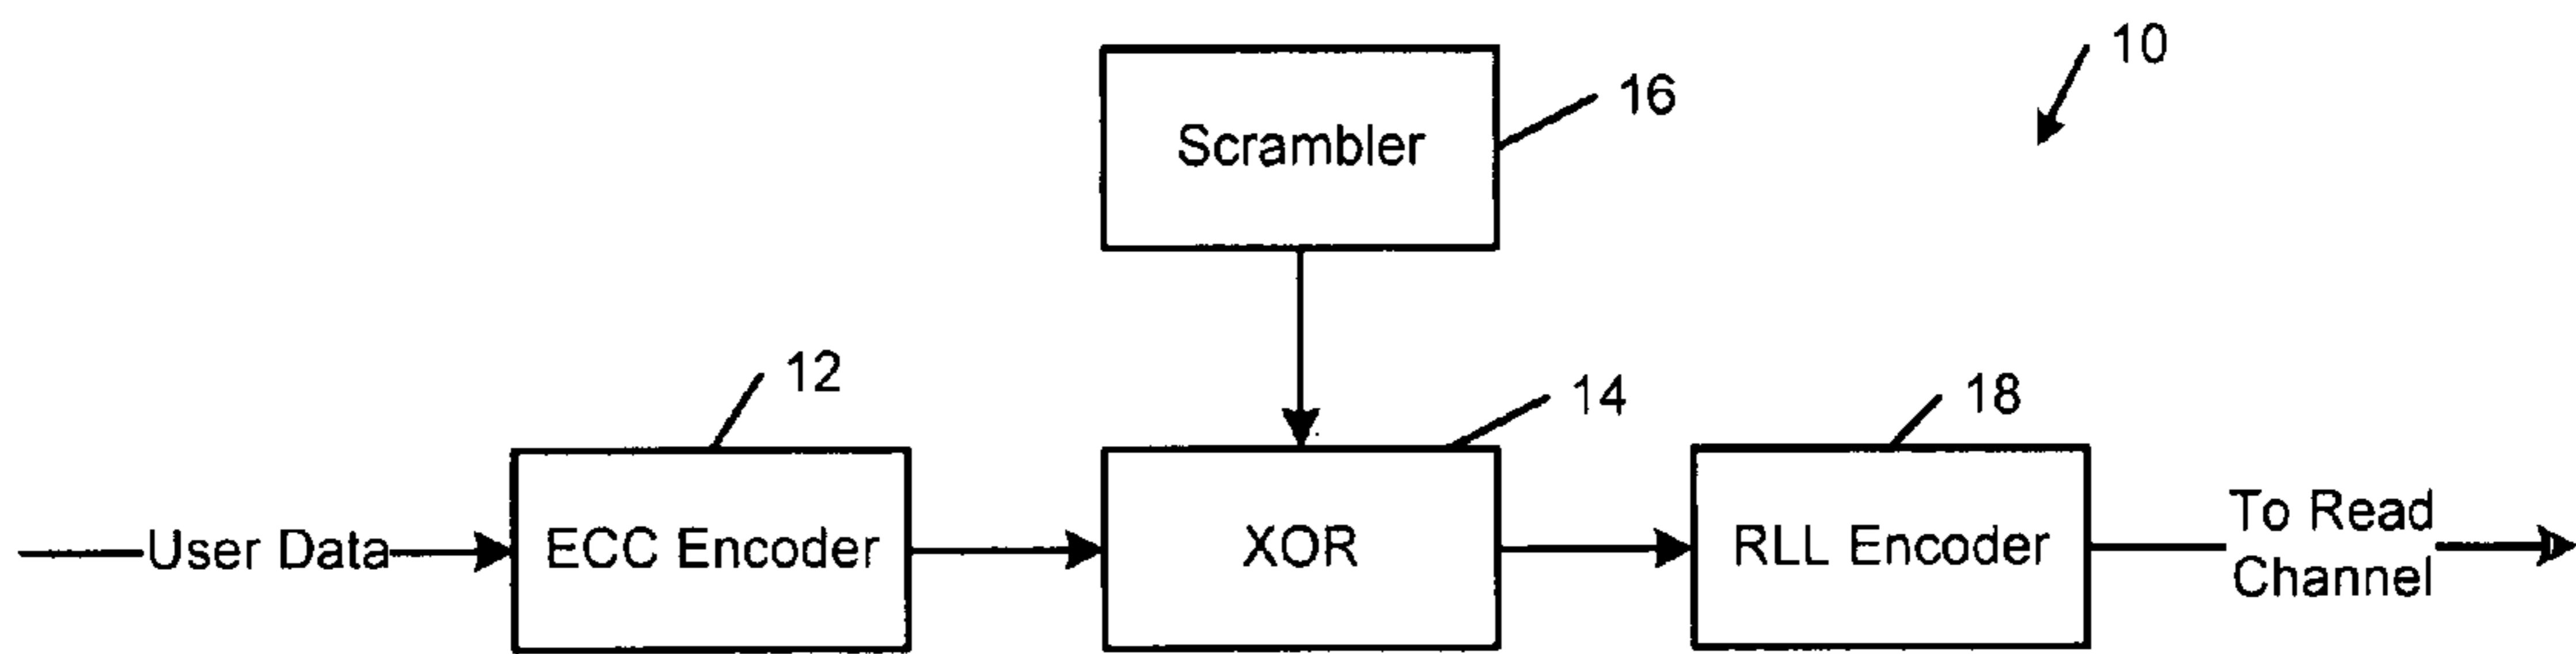 10
16
Scrambler
12
14
18
User Data
ECC Encoder
XOR
RLL Encoder
To Read
Channel